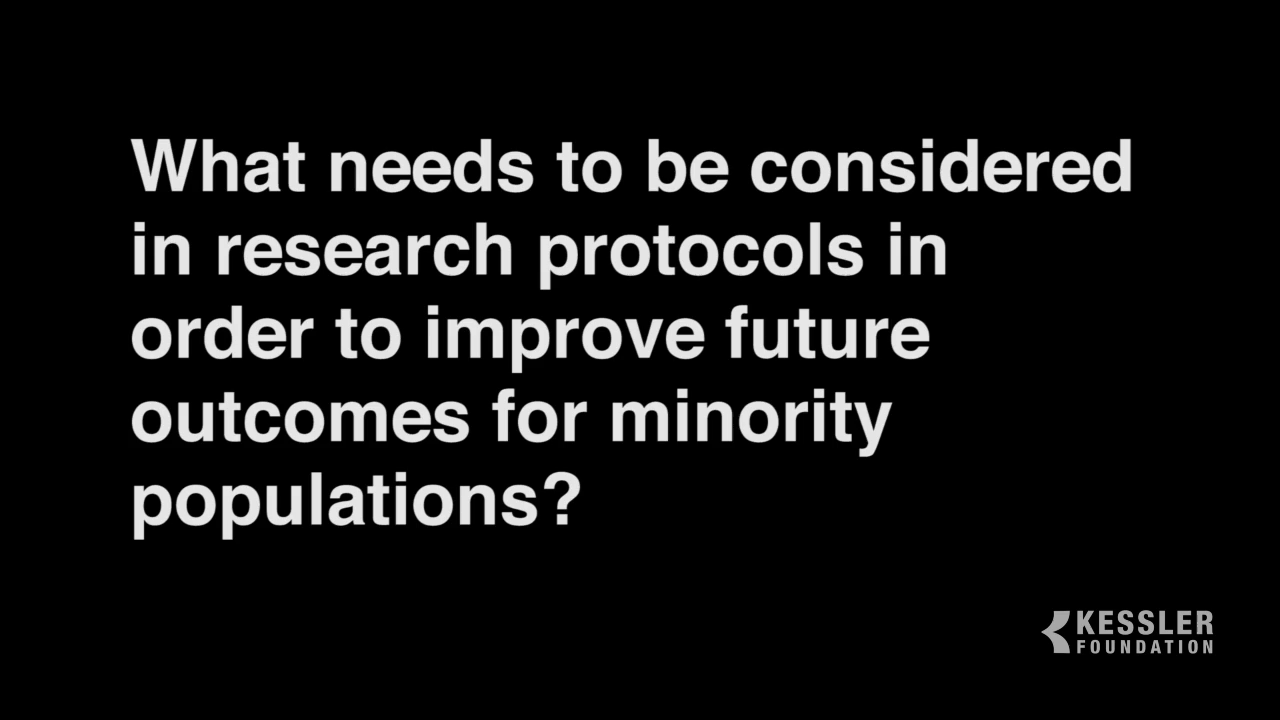 What needs to be considered
in research protocols in
order to improve future
outcomes for minority
populations?
KESSLER
FOUNDATION